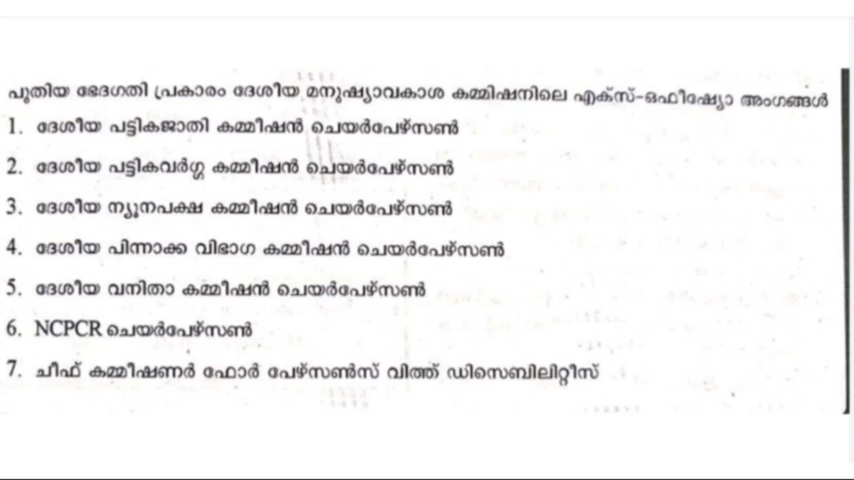 പുതിയ ഭേദഗതി പ്രകാരം ദേശീയ മനുഷ്യാവകാശ കമ്മിഷനിലെ എക്സ്-ഒഫീഷ്യോ അംഗങ്ങൾ
1. ദേശീയ പട്ടികജാതി കമ്മീഷൻ ചെയർപേഴ്സൺ
2. ദേശീയ പട്ടികവർഗ്ഗ കമ്മീഷൻ ചെയർപേഴ്സൺ
3. ദേശീയ ന്യൂനപക്ഷ കമ്മീഷൻ ചെയർപേഴ്സൺ
4. ദേശീയ പിന്നാക്ക വിഭാഗ കമ്മീഷൻ ചെയർപേഴ്സൺ
5. ദേശീയ വനിതാ കമ്മീഷൻ ചെയർപേഴ്സൺ
6. NCPCR ചെയർപേഴ്സൺ
7. ചീഫ് കമ്മീഷണർ ഫോർ പേഴ്സൺസ് വിത്ത് ഡിസെബിലിറ്റീസ്